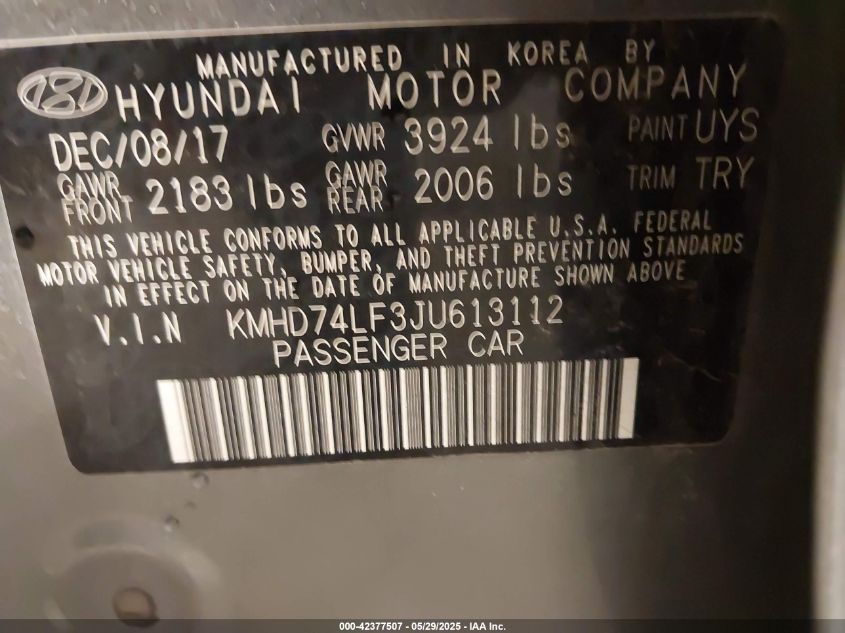 MANUFACTURED IN KOREA BY
HYUNDAI MOTOR COMPANY
DEC/08/17 GVWR 3924 lbs PAINT UYS
GAWR FRONT 2183 lbs GAWR REAR 2006 lbs TRIM TRY
THIS VEHICLE CONFORMS TO ALL APPLICABLE U.S.A. FEDERAL
MOTOR VEHICLE SAFETY, BUMPER, AND THEFT PREVENTION STANDARDS
IN EFFECT ON THE DATE OF MANUFACTURE SHOWN ABOVE
V.I.N KMHD74LF3JU613112
PASSENGER CAR
000-42377507 - 05/29/2025 - IAA Inc.